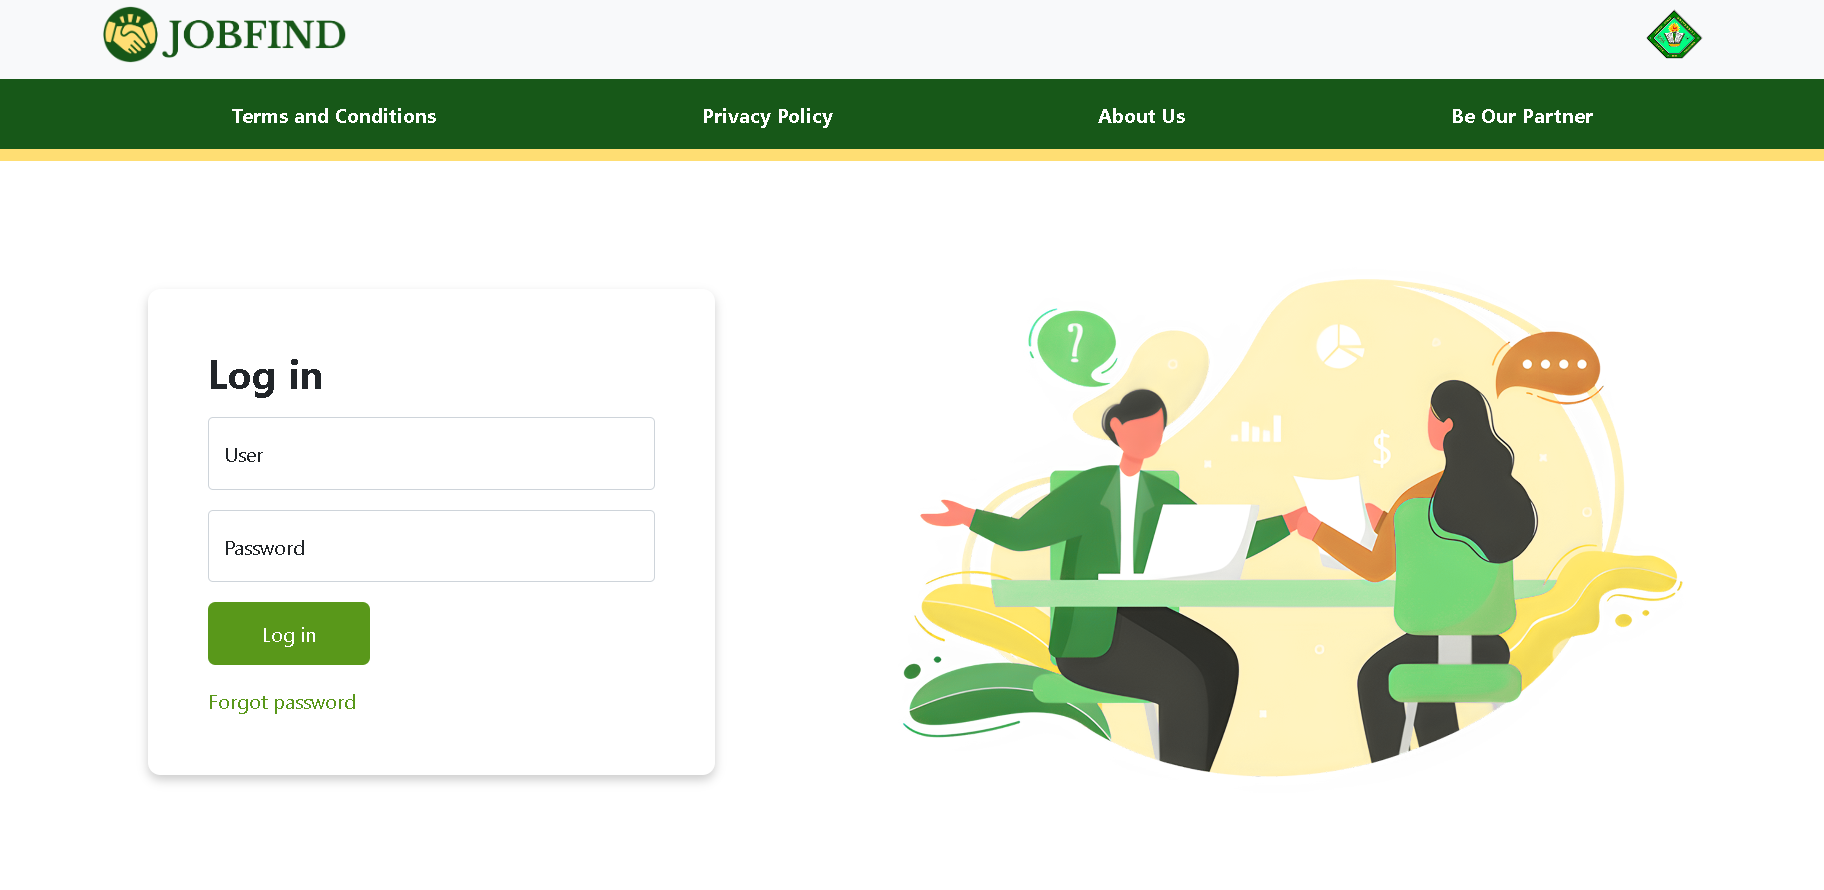 JOBFIND
Terms and Conditions
Privacy Policy
About Us
Be Our Partner
Log in
User
Password
Log in
Forgot password
?
$